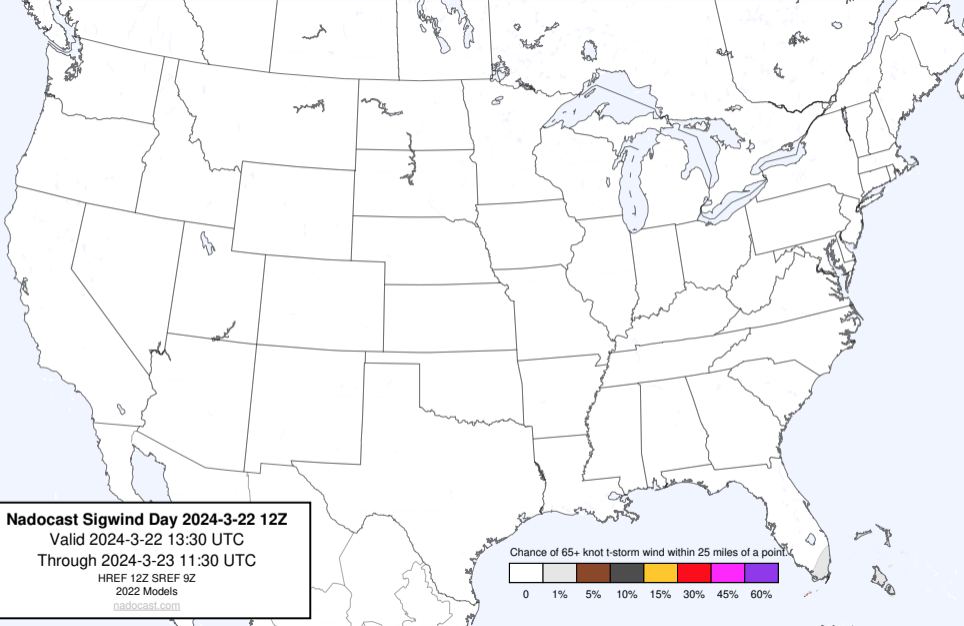 Nadocast Sigwind Day 2024-3-22 12Z
Valid 2024-3-22 13:30 UTC
Through 2024-3-23 11:30 UTC
HREF 12Z SREF 9Z
2022 Models
nadocast.com
Chance of 65+ knot t-storm wind within 25 miles of a point.
0 1% 5% 10% 15% 30% 45% 60%